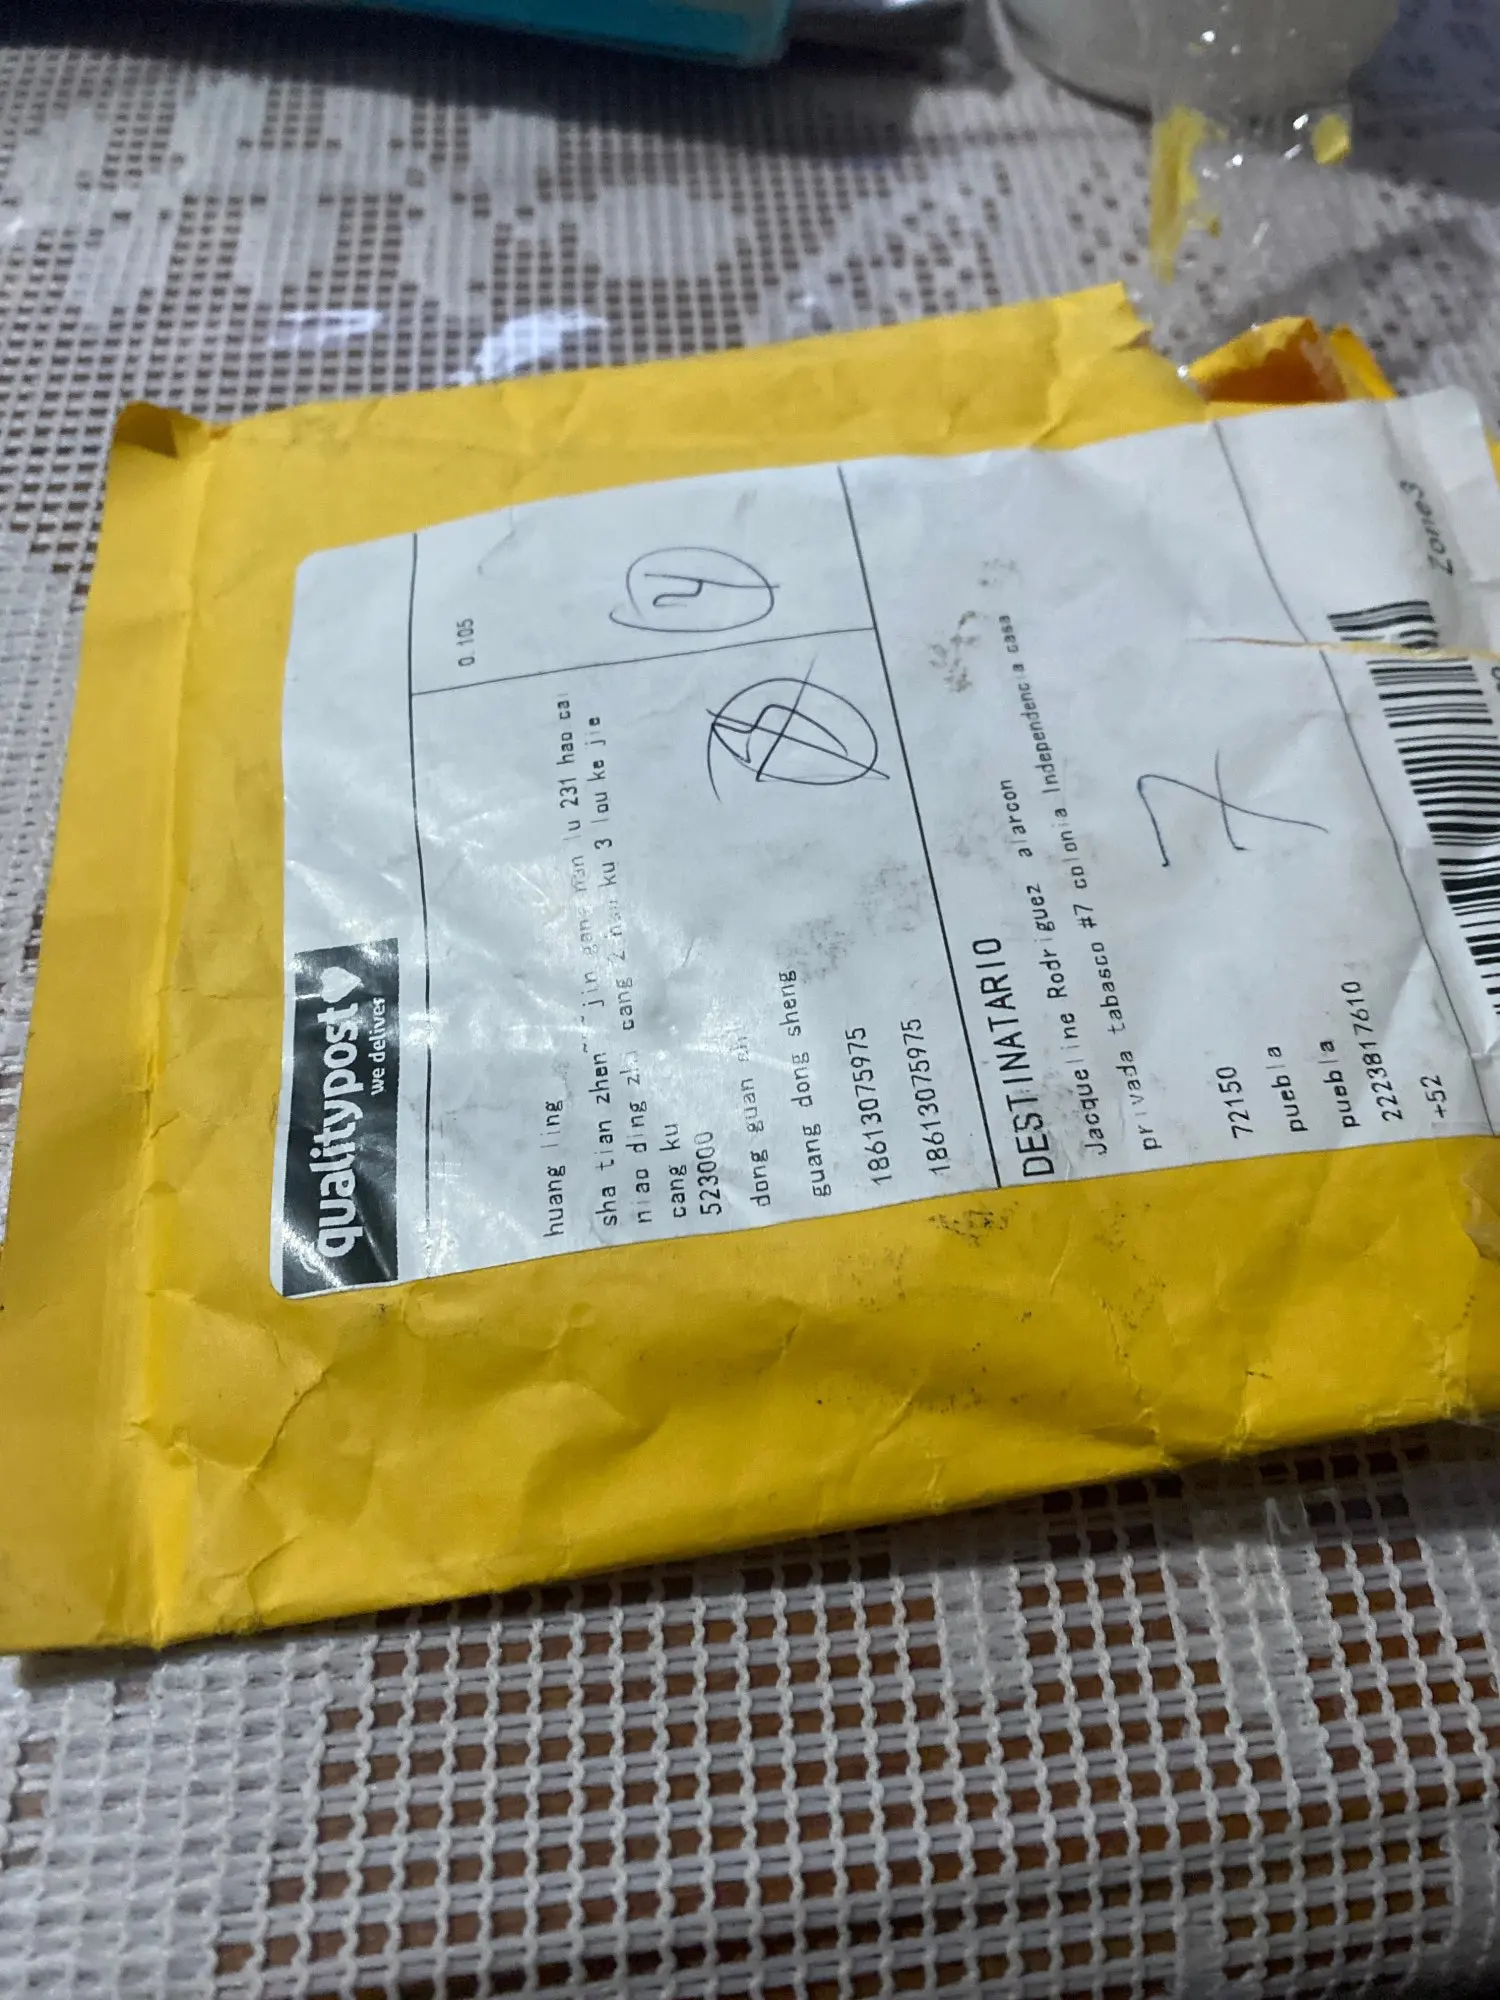 qualitypost
we deliver
0.105
huang ling
sha tian zhen jin gang nan lu 231 hao cai
niao ding zhi cang 2 hao ku 3 lou ke jie
cang ku
523000
dong guan shi
guang dong sheng
18613075975
18613075975
4
DESTINATARIO
Jacqueline Rodriguez alarcon
privada tabasco #7 colonia Independencia casa
7
72150
puebla
puebla
2223817610
+52
Zone3